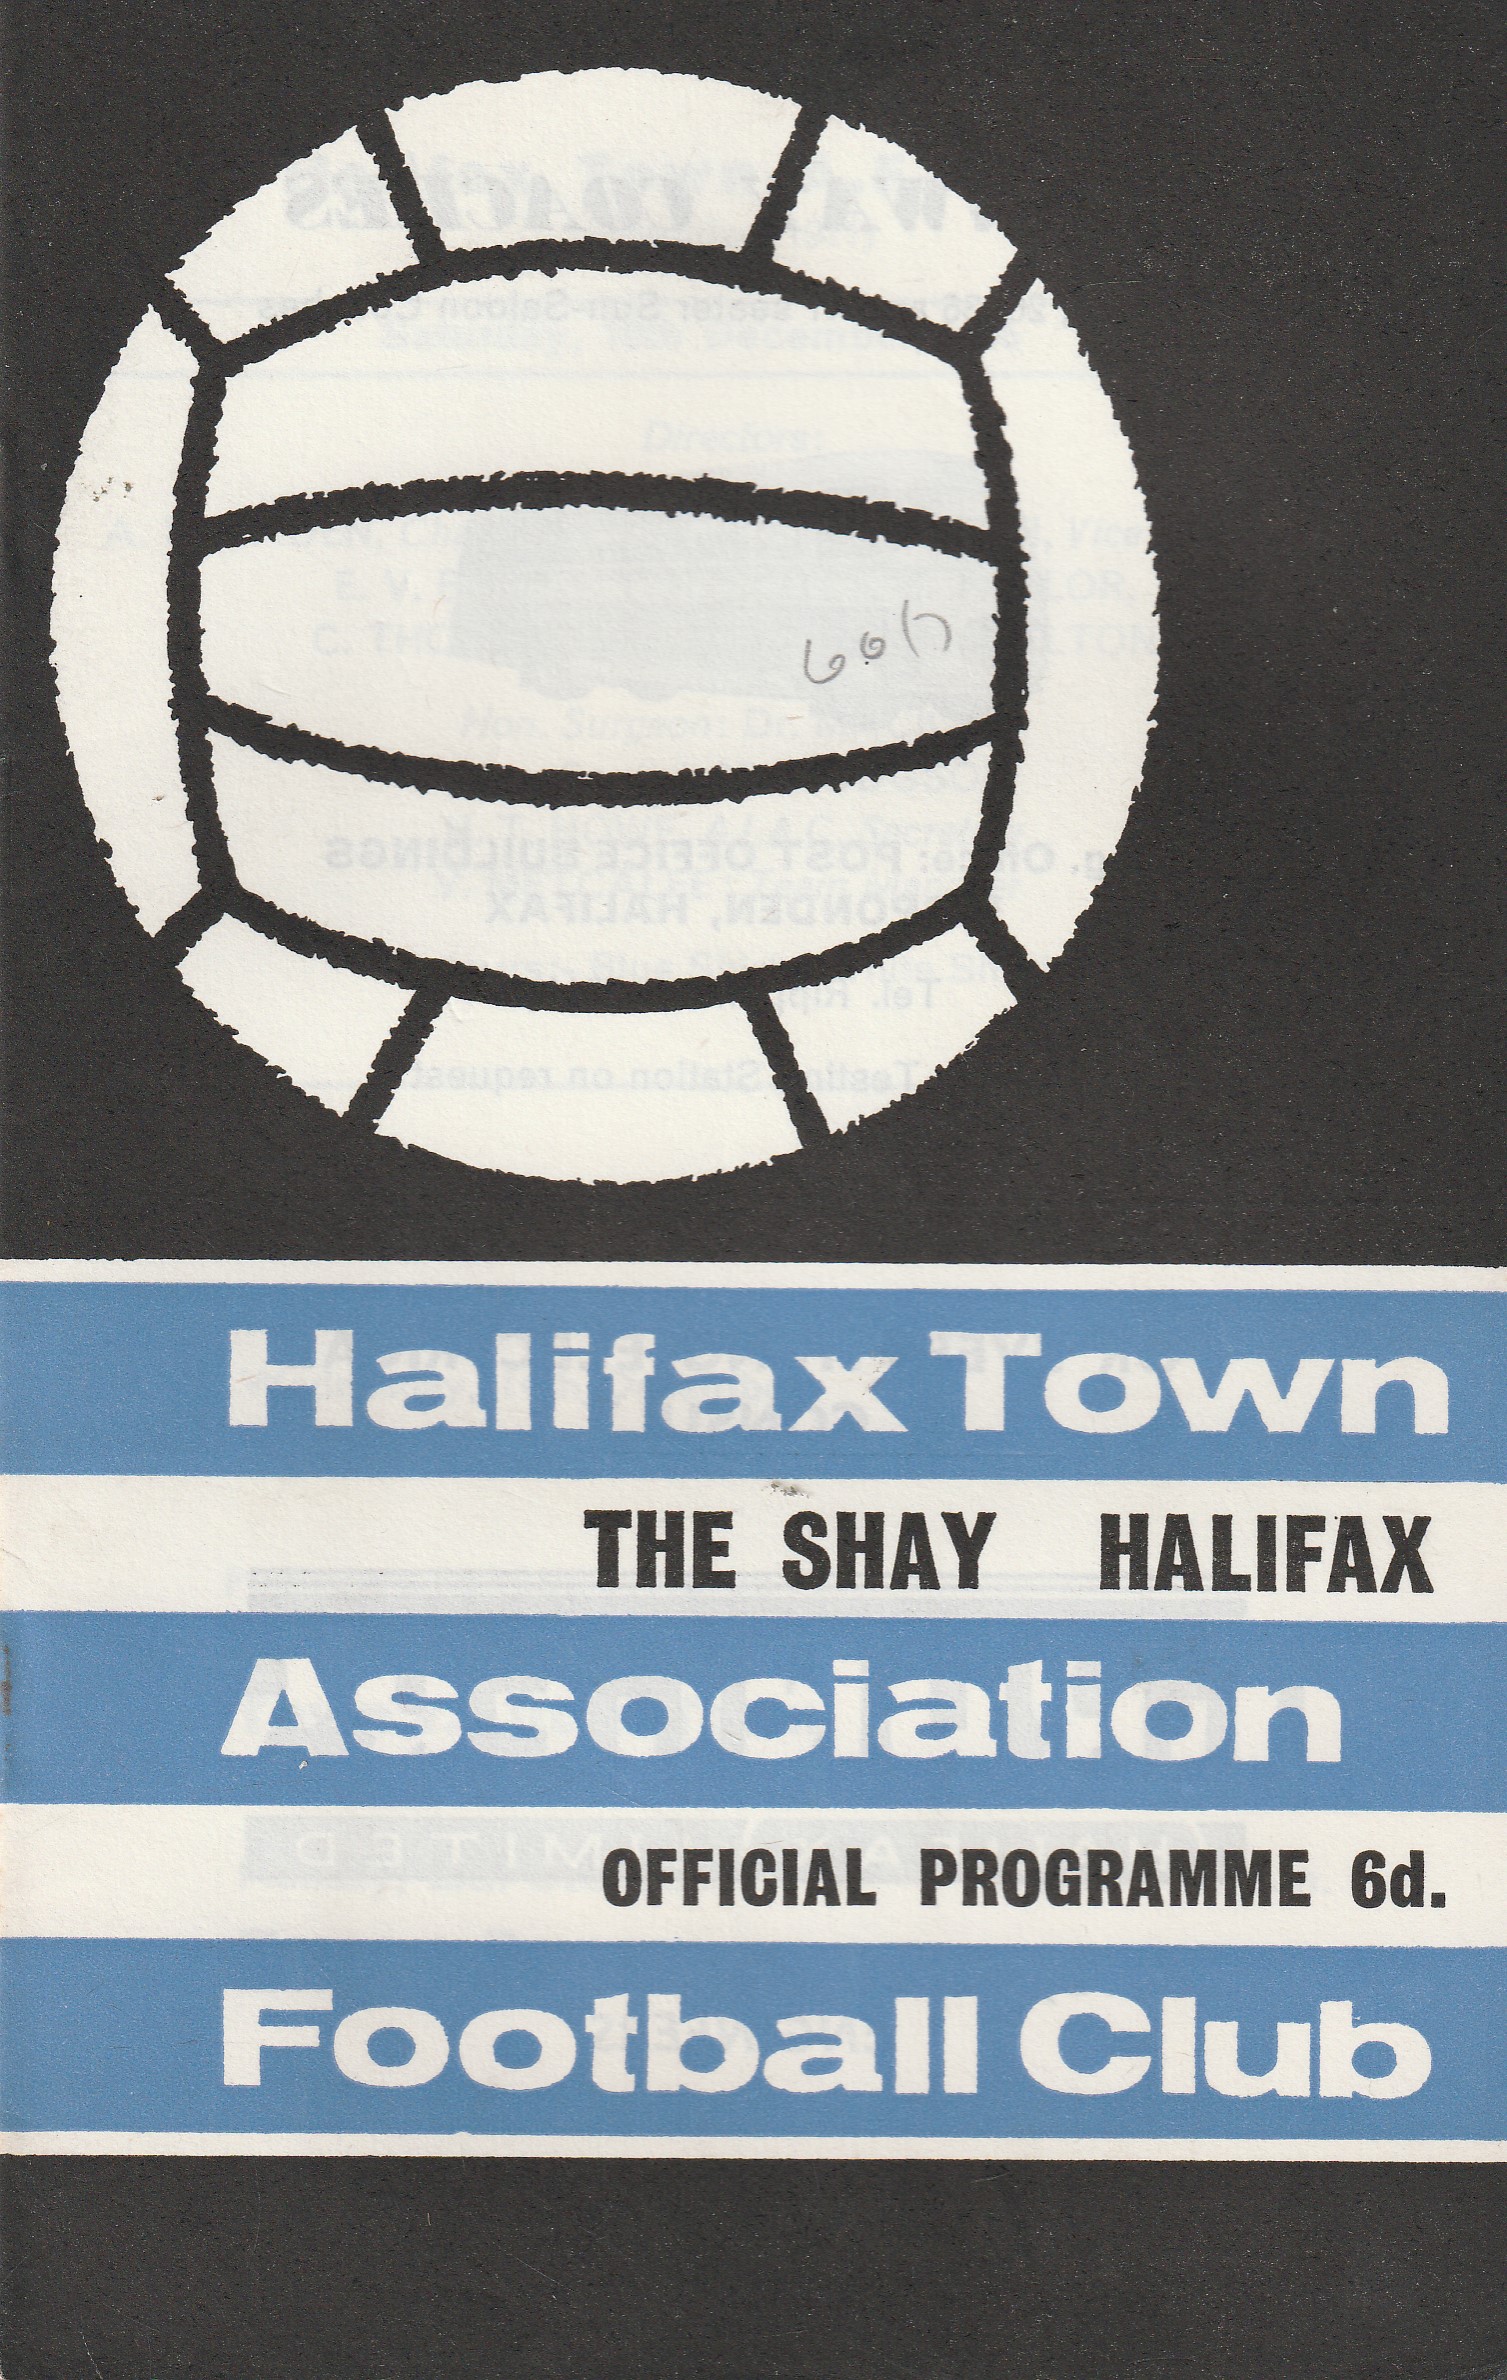 Halifax Town
THE SHAY HALIFAX
Association
OFFICIAL PROGRAMME 6d.
Football Club